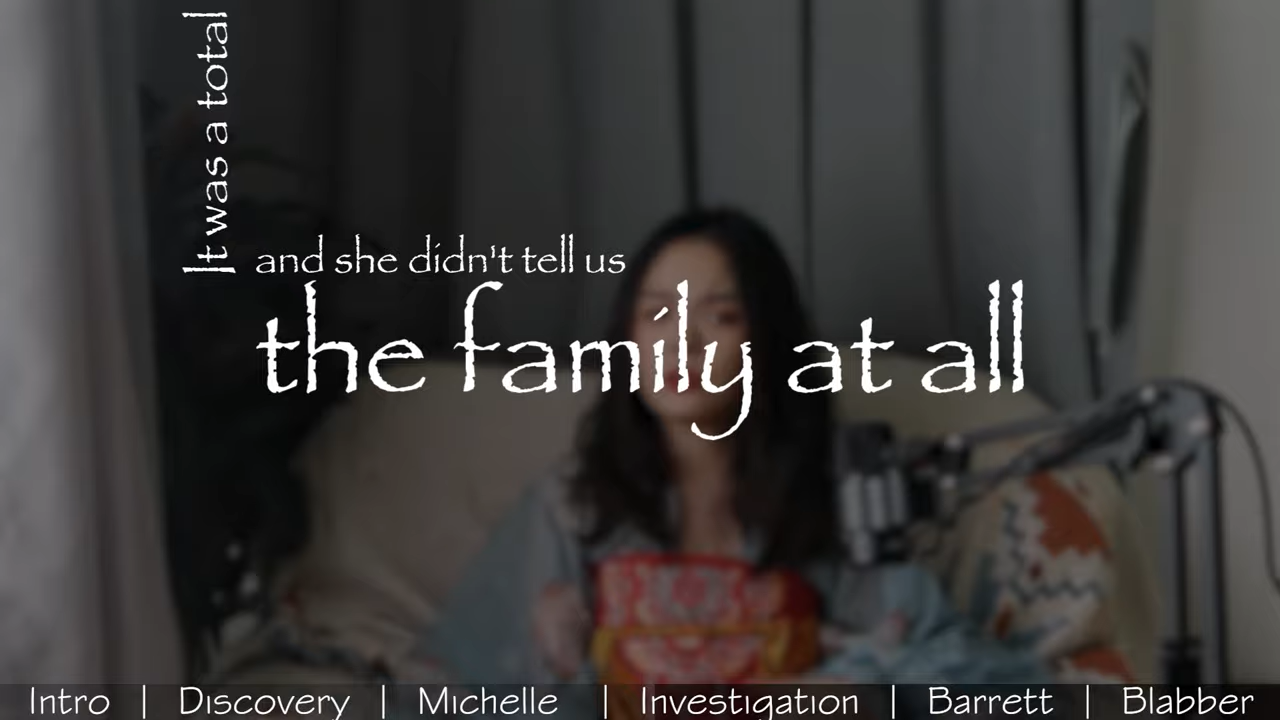 It was a total
and she didn't tell us
the family at all
Intro | Discovery | Michelle | Investigation | Barrett | Blabber